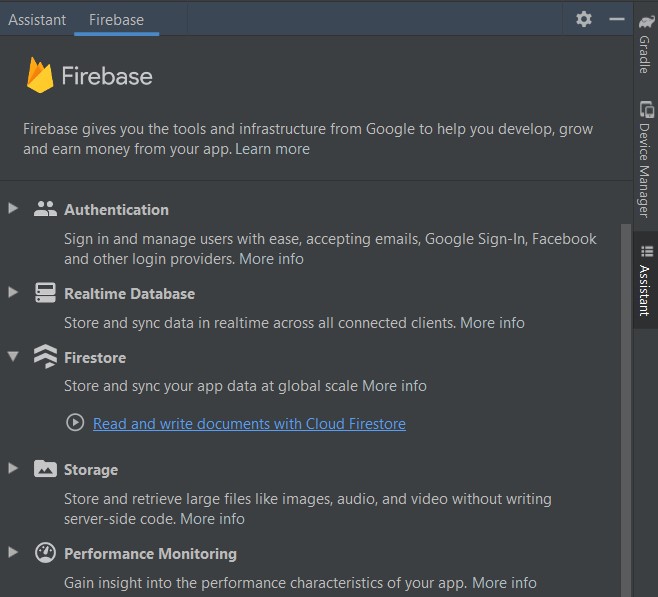 Assistant
Firebase
Firebase
Firebase gives you the tools and infrastructure from Google to help you develop, grow
and earn money from your app. Learn more
Authentication
Sign in and manage users with ease, accepting emails, Google Sign-In, Facebook
and other login providers. More info
Realtime Database
Store and sync data in realtime across all connected clients. More info
Firestore
Store and sync your app data at global scale More info
Read and write documents with Cloud Firestore
Storage
Store and retrieve large files like images, audio, and video without writing
server-side code. More info
Performance Monitoring
Gain insight into the performance characteristics of your app. More info
Gradle
Device Manager
Assistant